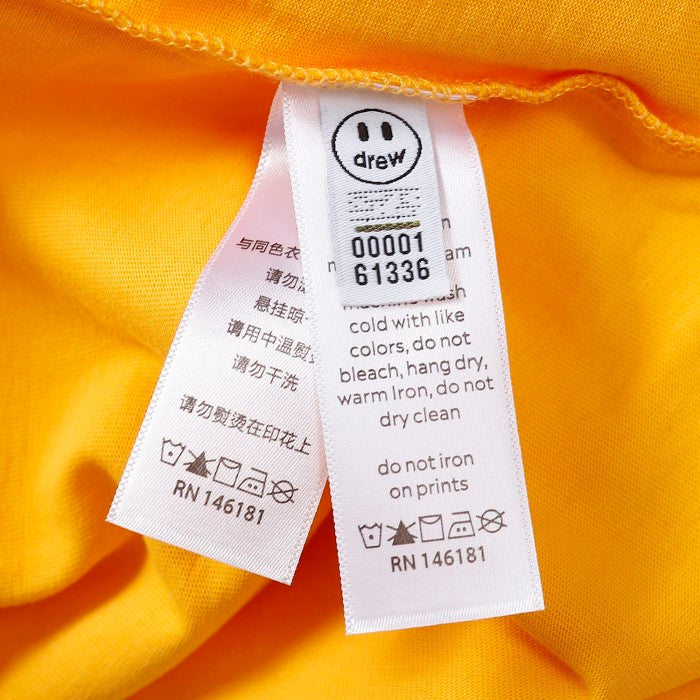 drew
00001
61336
cold with like
colors, do not
bleach, hang dry,
warm Iron, do not
dry clean
do not iron
on prints
RN 146181
与同色衣
请勿
悬挂晾
请用中温熨
请勿干洗
请勿熨烫在印花上
RN 146181